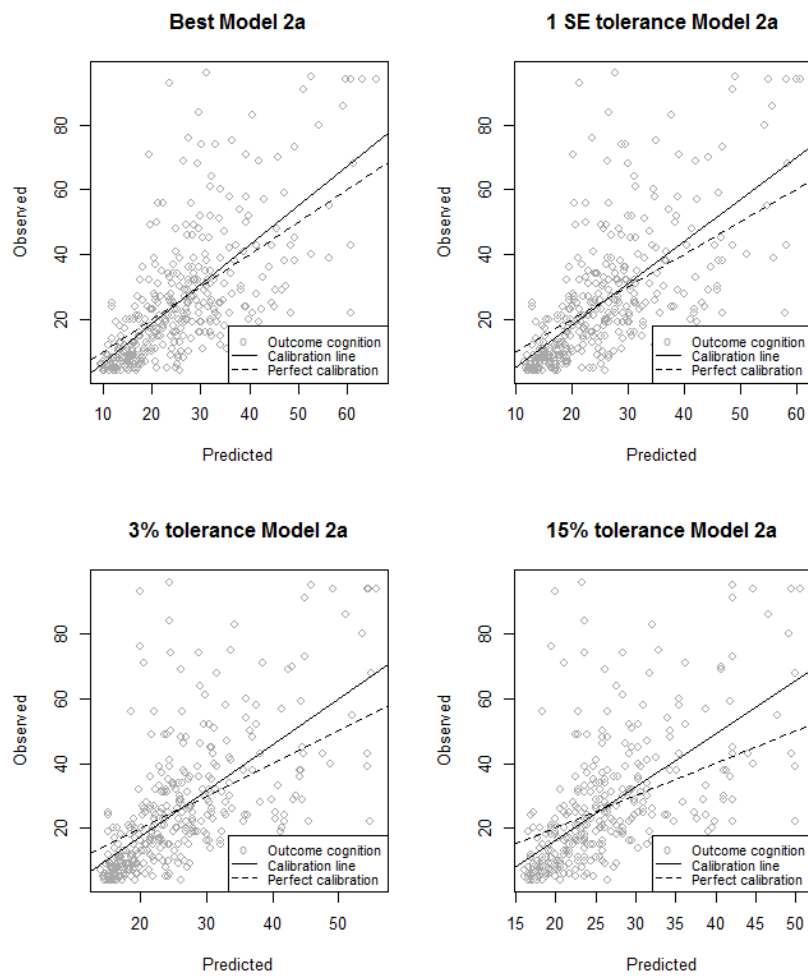 Best Model 2a
Observed
80
60
40
20
Outcome cognition
Calibration line
Perfect calibration
10 20 30 40 50 60
Predicted
1 SE tolerance Model 2a
Observed
80
60
40
20
Outcome cognition
Calibration line
Perfect calibration
10 20 30 40 50 60
Predicted
3% tolerance Model 2a
Observed
80
60
40
20
Outcome cognition
Calibration line
Perfect calibration
20 30 40 50
Predicted
15% tolerance Model 2a
Observed
80
60
40
20
Outcome cognition
Calibration line
Perfect calibration
15 20 25 30 35 40 45 50
Predicted